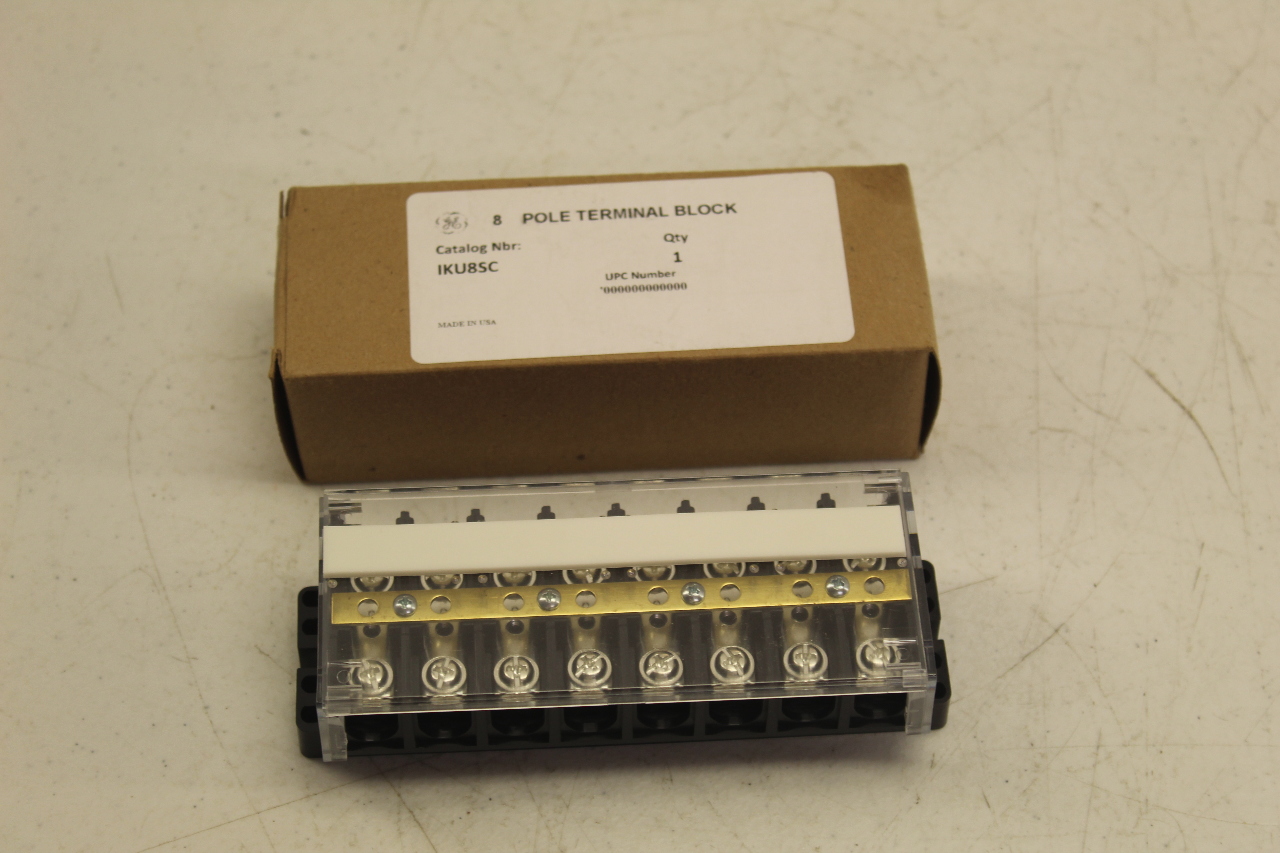 8 POLE TERMINAL BLOCK
Catalog Nbr:
IKU8SC
Qty
1
UPC Number
'000000000000
MADE IN USA